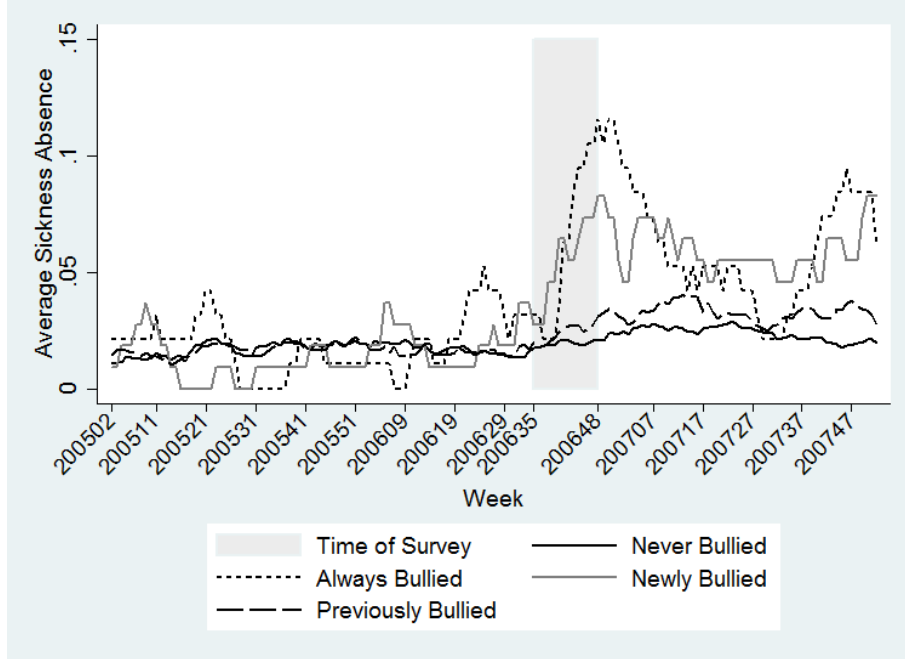 Average Sickness Absence
.15
.1
.05
0
200502
200511
200521
200531
200541
200551
200609
200619
200629
200635
200648
200707
200717
200727
200737
200747
Week
Time of Survey
Never Bullied
Always Bullied
Newly Bullied
Previously Bullied